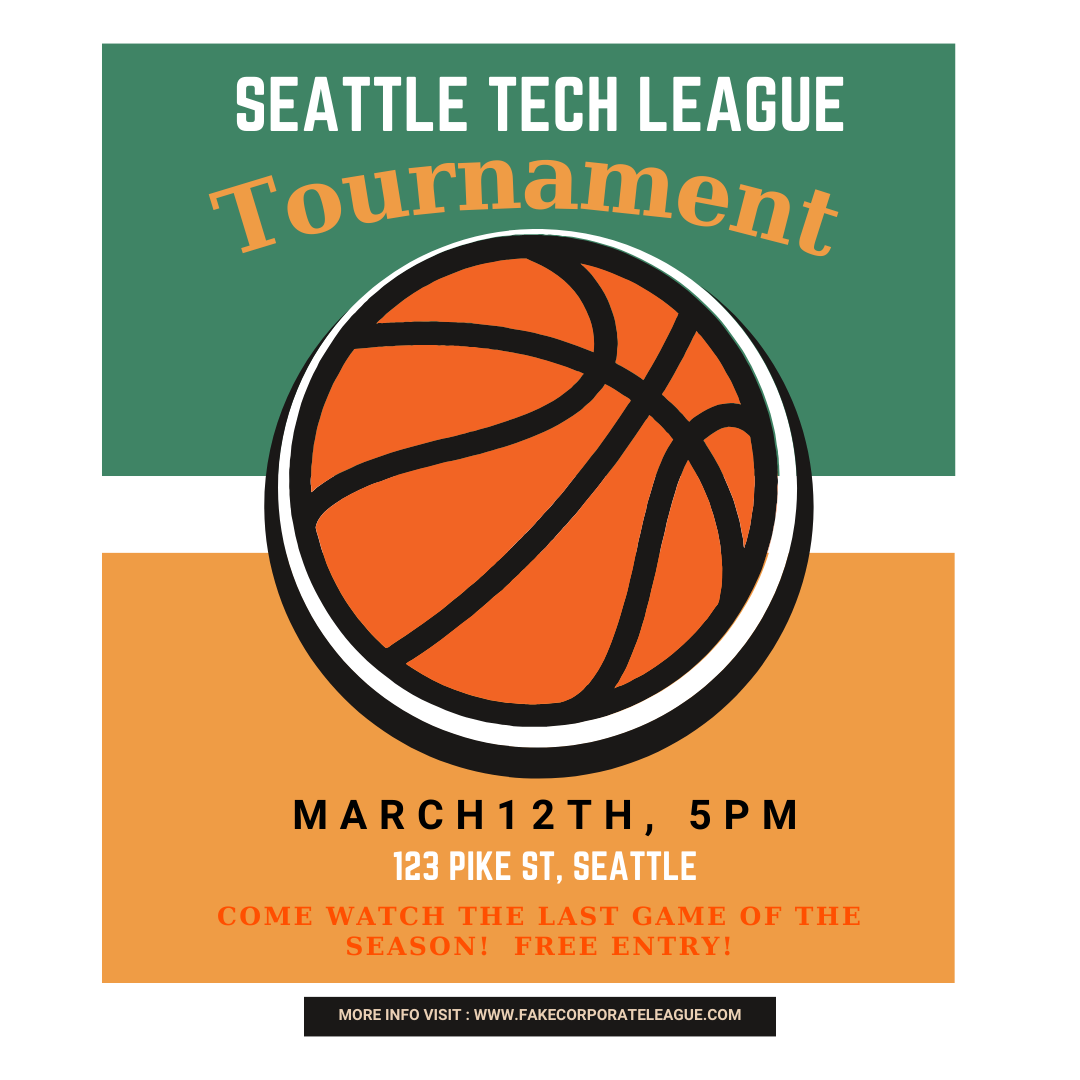 SEATTLE TECH LEAGUE
Tournament
MARCH12TH, 5PM
123 PIKE ST, SEATTLE
COME WATCH THE LAST GAME OF THE
SEASON! FREE ENTRY!
MORE INFO VISIT : WWW.FAKECORPORATELEAGUE.COM